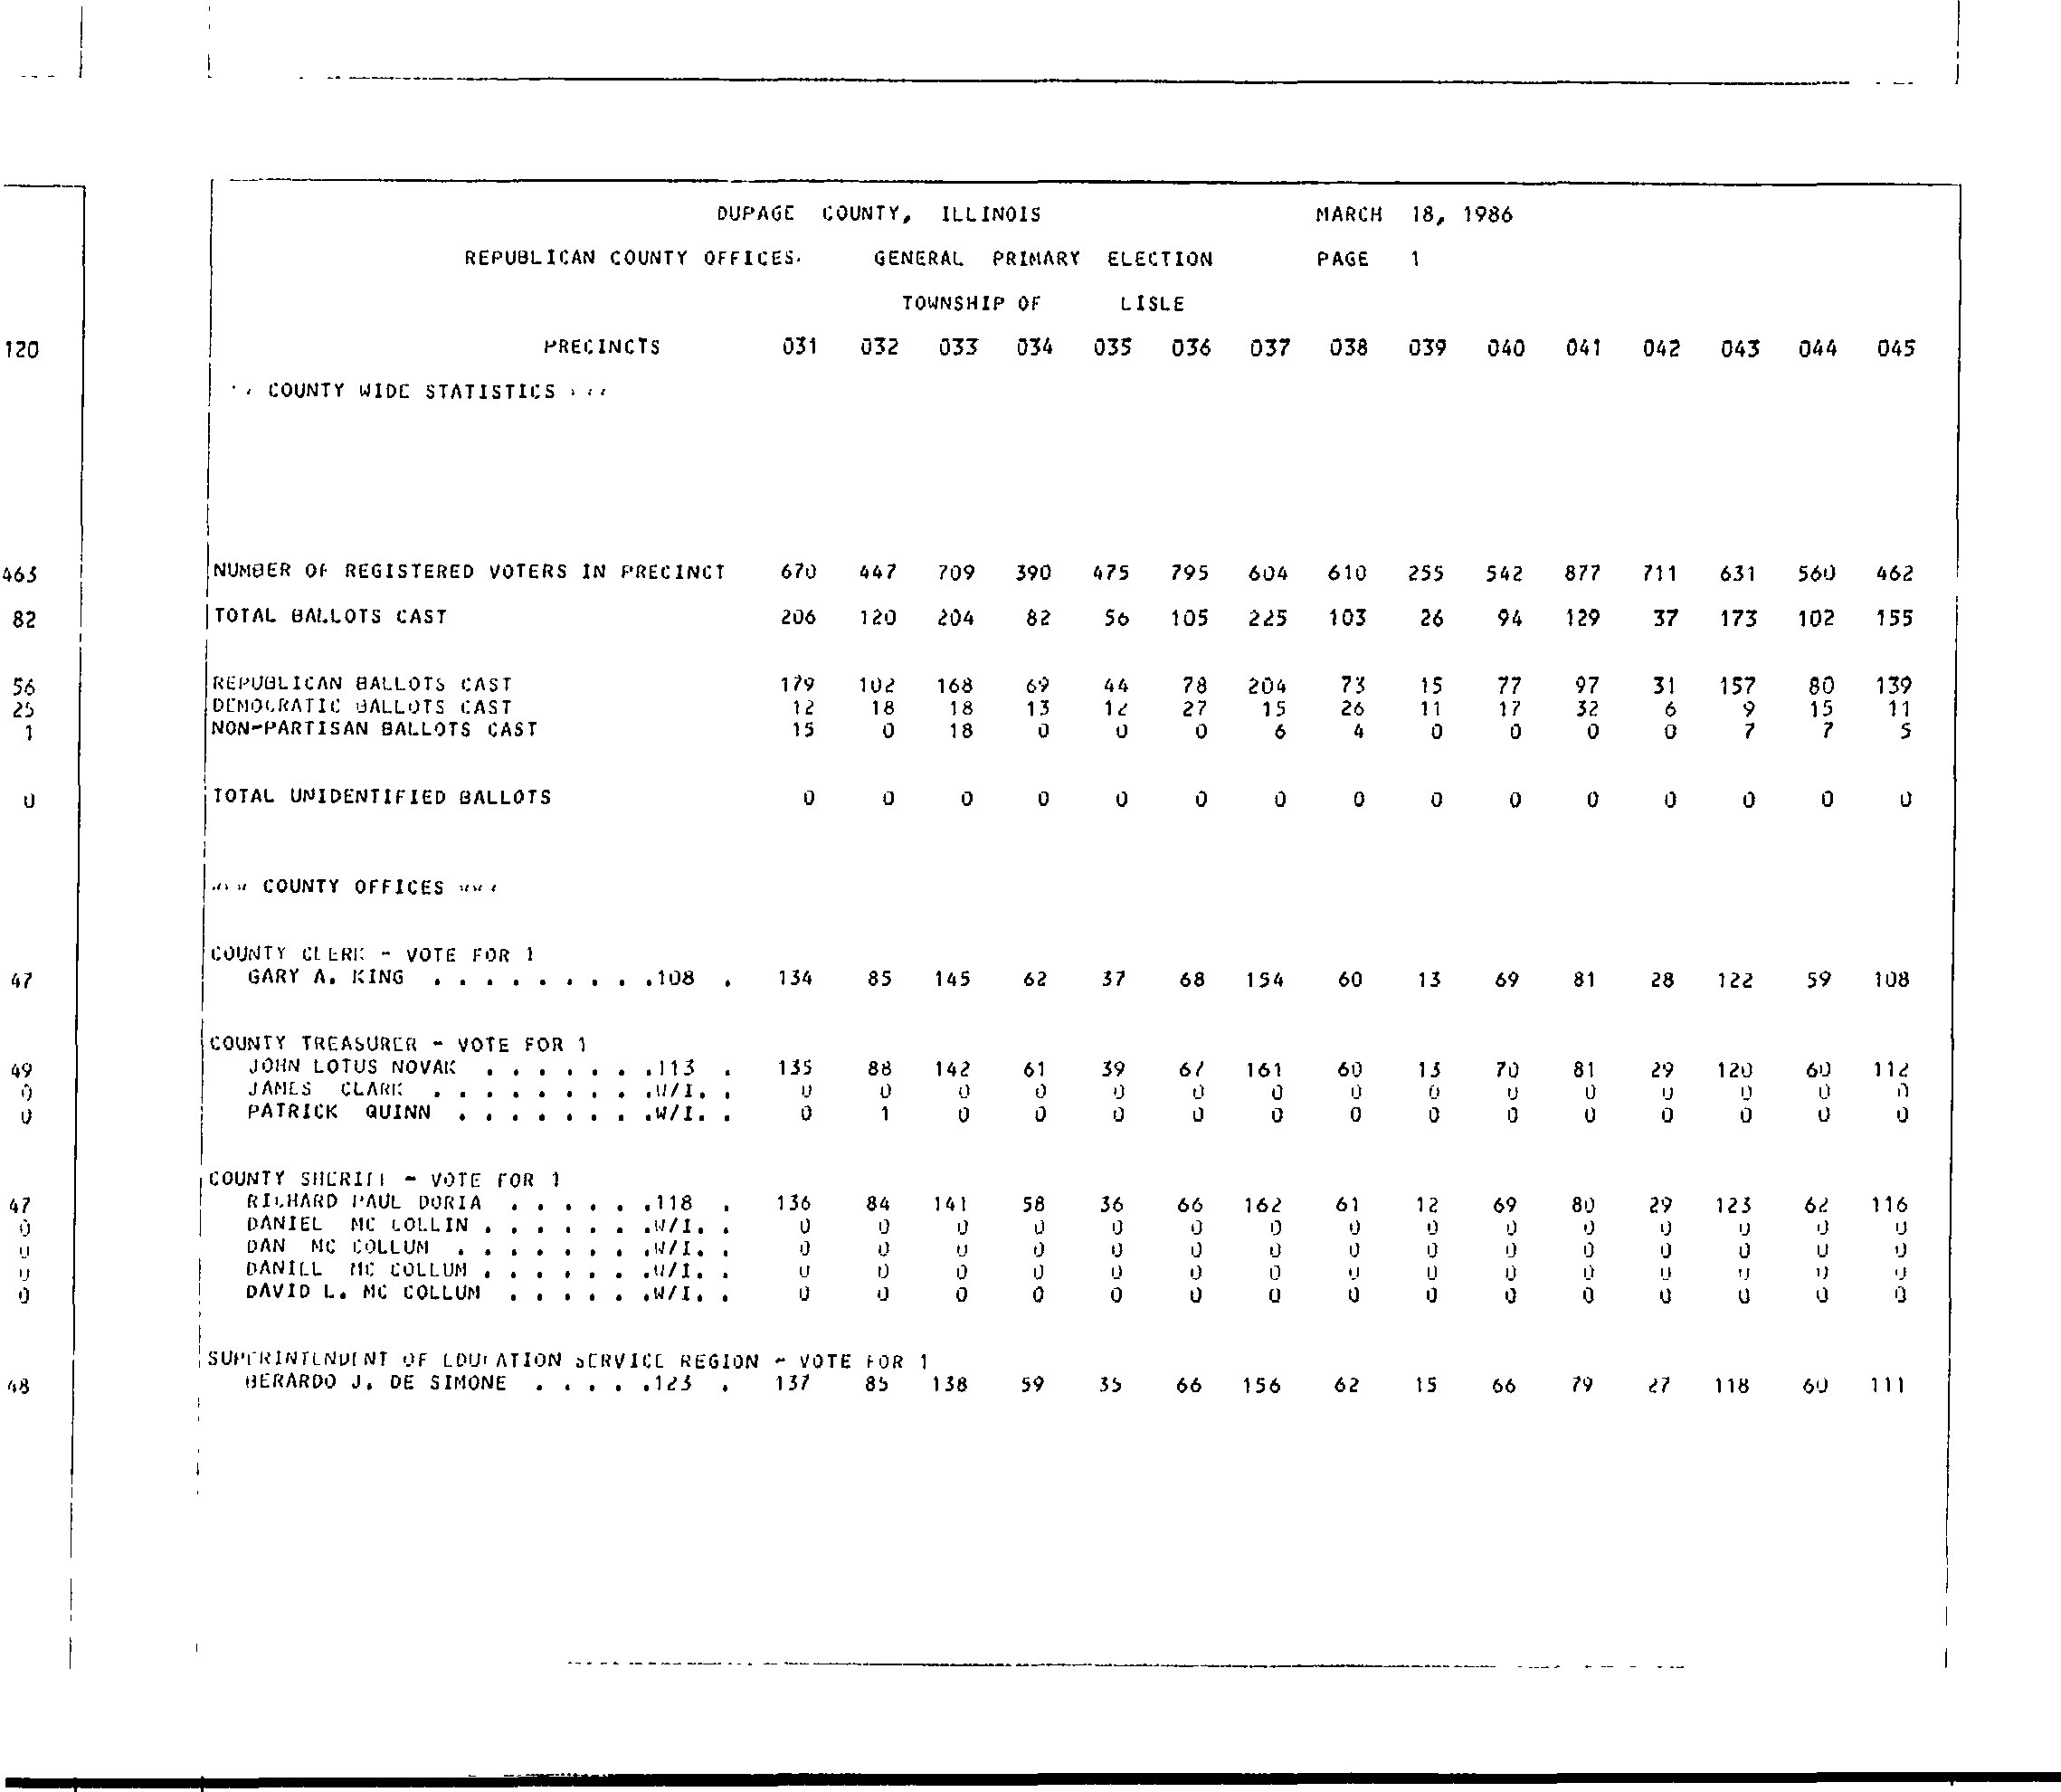 DUPAGE COUNTY, ILLINOIS MARCH 18, 1986
REPUBLICAN COUNTY OFFICES. GENERAL PRIMARY ELECTION PAGE 1
TOWNSHIP OF LISLE
120 PRECINCTS 031 032 033 034 035 036 037 038 039 040 041 042 043 044 045
COUNTY WIDE STATISTICS
463 NUMBER OF REGISTERED VOTERS IN PRECINCT 670 447 709 390 475 795 604 610 255 542 877 711 631 560 462
82 TOTAL BALLOTS CAST 206 120 204 82 56 105 225 103 26 94 129 37 173 102 155
56 REPUBLICAN BALLOTS CAST 179 102 168 69 44 78 204 73 15 77 97 31 157 80 139
25 DEMOCRATIC BALLOTS CAST 12 18 18 13 12 27 15 26 11 17 32 6 9 15 11
1 NON-PARTISAN BALLOTS CAST 15 0 18 0 0 0 6 4 0 0 0 0 7 7 5
0 TOTAL UNIDENTIFIED BALLOTS 0 0 0 0 0 0 0 0 0 0 0 0 0 0 0
COUNTY OFFICES
COUNTY CLERK - VOTE FOR 1
47 GARY A. KING . . . . . . . . .108 . 134 85 145 62 37 68 154 60 13 69 81 28 122 59 108
COUNTY TREASURER - VOTE FOR 1
49 JOHN LOTUS NOVAK . . . . . . .113 . 135 88 142 61 39 67 161 60 13 70 81 29 120 60 112
0 JAMES CLARK . . . . . . . . .W/I. . 0 0 0 0 0 0 0 0 0 0 0 0 0 0 0
0 PATRICK QUINN . . . . . . . .W/I. . 0 1 0 0 0 0 0 0 0 0 0 0 0 0 0
COUNTY SHERIFF - VOTE FOR 1
47 RICHARD PAUL DORIA . . . . . .118 . 136 84 141 58 36 66 162 61 12 69 80 29 123 62 116
0 DANIEL MC COLLIN . . . . . . .W/I. . 0 0 0 0 0 0 0 0 0 0 0 0 0 0 0
0 DAN MC COLLUM . . . . . . . .W/I. . 0 0 0 0 0 0 0 0 0 0 0 0 0 0 0
0 DANIEL MC COLLUM . . . . . . .W/I. . 0 0 0 0 0 0 0 0 0 0 0 0 0 0 0
0 DAVID L. MC COLLUM . . . . . .W/I. . 0 0 0 0 0 0 0 0 0 0 0 0 0 0 0
SUPERINTENDENT OF EDUCATION SERVICE REGION - VOTE FOR 1
48 BERARDO J. DE SIMONE . . . . .123 . 137 85 138 59 35 66 156 62 15 66 79 27 118 60 111